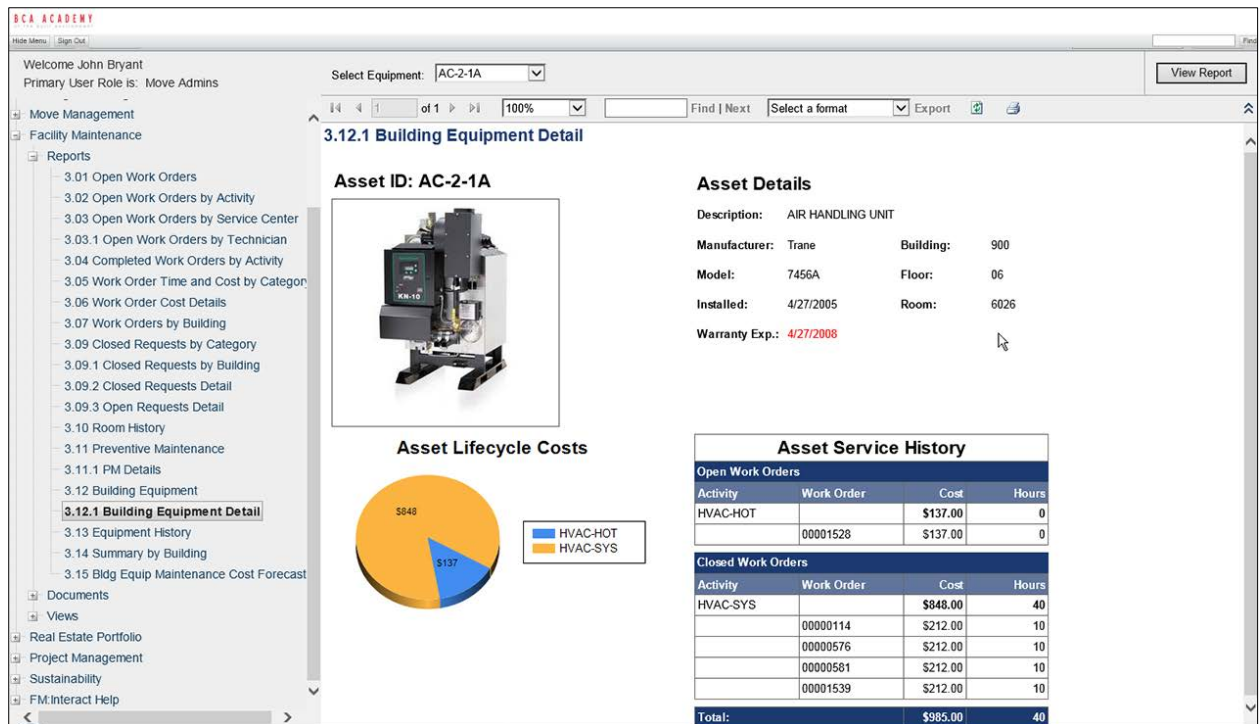 BCA ACADEMY
Hide Menu Sign Out Find
Welcome John Bryant
Primary User Role is: Move Admins
Move Management
Facility Maintenance
Reports
3.01 Open Work Orders
3.02 Open Work Orders by Activity
3.03 Open Work Orders by Service Center
3.03.1 Open Work Orders by Technician
3.04 Completed Work Orders by Activity
3.05 Work Order Time and Cost by Category
3.06 Work Order Cost Details
3.07 Work Orders by Building
3.09 Closed Requests by Category
3.09.1 Closed Requests by Building
3.09.2 Closed Requests Detail
3.09.3 Open Requests Detail
3.10 Room History
3.11 Preventive Maintenance
3.11.1 PM Details
3.12 Building Equipment
3.12.1 Building Equipment Detail
3.13 Equipment History
3.14 Summary by Building
3.15 Bldg Equip Maintenance Cost Forecast
Documents
Views
Real Estate Portfolio
Project Management
Sustainability
FM:Interact Help
Select Equipment: AC-2-1A View Report
1 of 1 100% Find | Next Select a format Export
3.12.1 Building Equipment Detail
Asset ID: AC-2-1A
KN-10
Asset Details
Description: AIR HANDLING UNIT
Manufacturer: Trane Building: 900
Model: 7456A Floor: 06
Installed: 4/27/2005 Room: 6026
Warranty Exp.: 4/27/2008
Asset Lifecycle Costs
$848
$137
HVAC-HOT
HVAC-SYS
Asset Service History
Open Work Orders
Activity Work Order Cost Hours
HVAC-HOT $137.00 0
00001528 $137.00 0
Closed Work Orders
Activity Work Order Cost Hours
HVAC-SYS $848.00 40
00000114 $212.00 10
00000576 $212.00 10
00000581 $212.00 10
00001539 $212.00 10
Total: $985.00 40